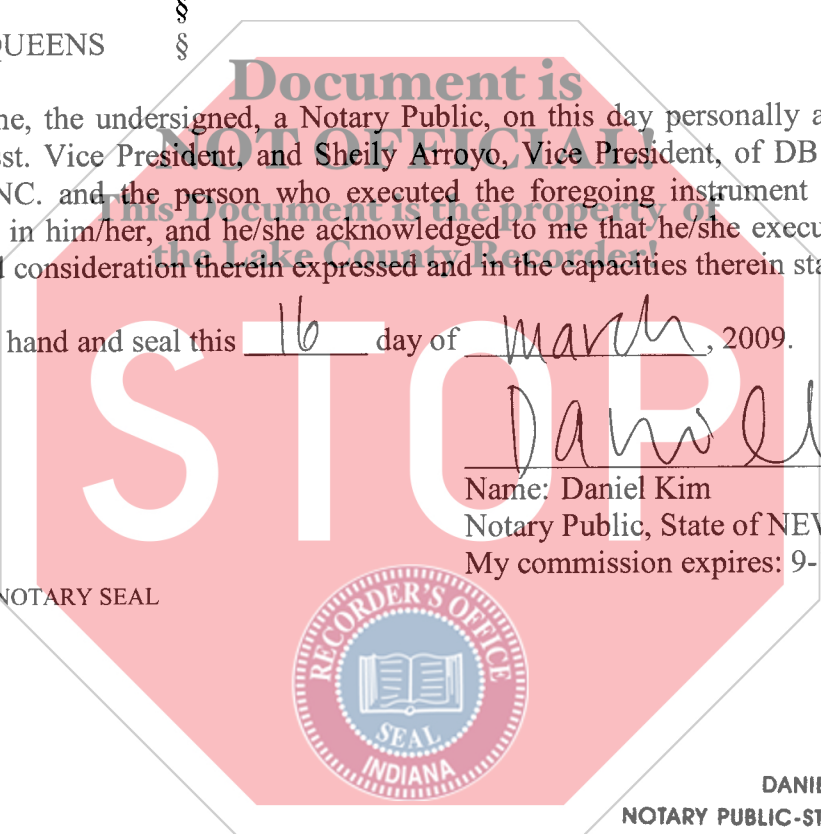 §
QUEENS §
Document is
NOT OFFICIAL!
This Document is the property of
the Lake County Recorder!
me, the undersigned, a Notary Public, on this day personally a
sst. Vice President, and Sheily Arroyo, Vice President, of DB
NC. and the person who executed the foregoing instrument
in him/her, and he/she acknowledged to me that he/she execu
d consideration therein expressed and in the capacities therein sta
hand and seal this 16 day of march, 2009.
STOP
Daniel
Name: Daniel Kim
Notary Public, State of NEW
My commission expires: 9-
NOTARY SEAL
RECORDER'S OFFICE
SEAL
INDIANA
DANIE
NOTARY PUBLIC-ST